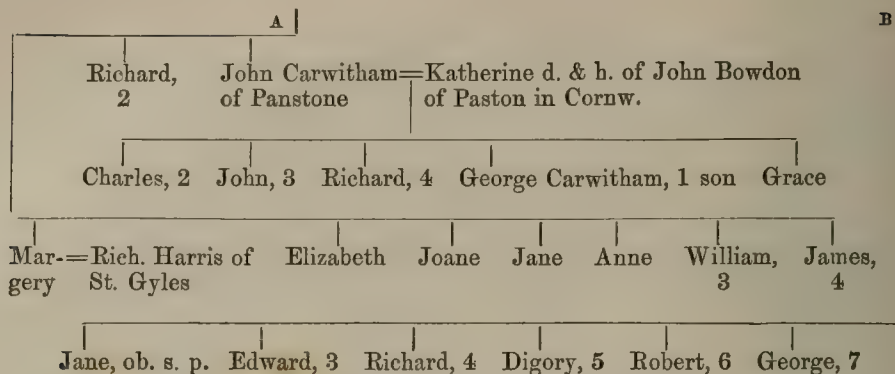 A B
Richard, John Carwitham=Katherine d. & h. of John Bowdon
2 of Panstone of Paston in Cornw.
Charles, 2 John, 3 Richard, 4 George Carwitham, 1 son Grace
Mar-=Rich. Harris of Elizabeth Joane Jane Anne William, James,
gery St. Gyles 3 4
Jane, ob. s. p. Edward, 3 Richard, 4 Digory, 5 Robert, 6 George, 7